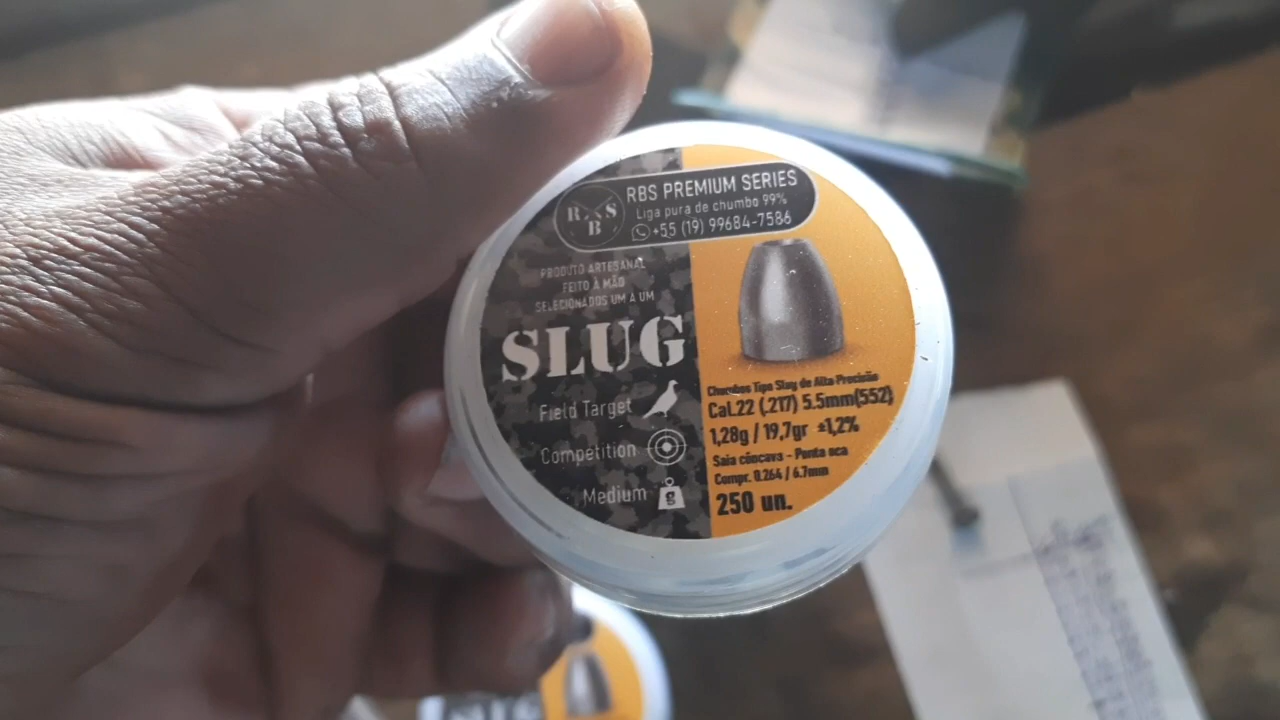 RBS
RBS PREMIUM SERIES
Liga pura de chumbo 99%
+55 (19) 99684-7586
PRODUTO ARTESANAL
FEITO À MÃO
SELECIONADOS UM A UM
SLUG
Field Target
Competition
Medium
g
Chumbos Tipo Slug de Alta Precisão
Cal.22 (.217) 5.5mm(552)
1,28g / 19,7gr ±1,2%
Saia côncava - Ponta oca
Compr. 0.264 / 6.7mm
250 un.
SLUG